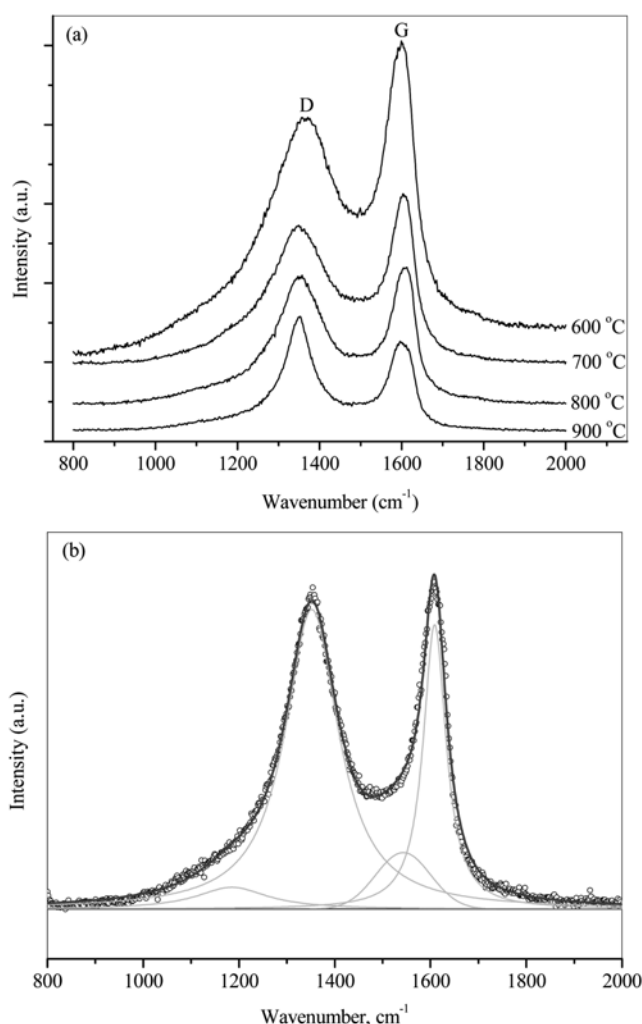 (a)
D
G
Intensity (a.u.)
600 °C
700 °C
800 °C
900 °C
800 1000 1200 1400 1600 1800 2000
Wavenumber (cm⁻¹)
(b)
Intensity (a.u.)
800 1000 1200 1400 1600 1800 2000
Wavenumber, cm⁻¹